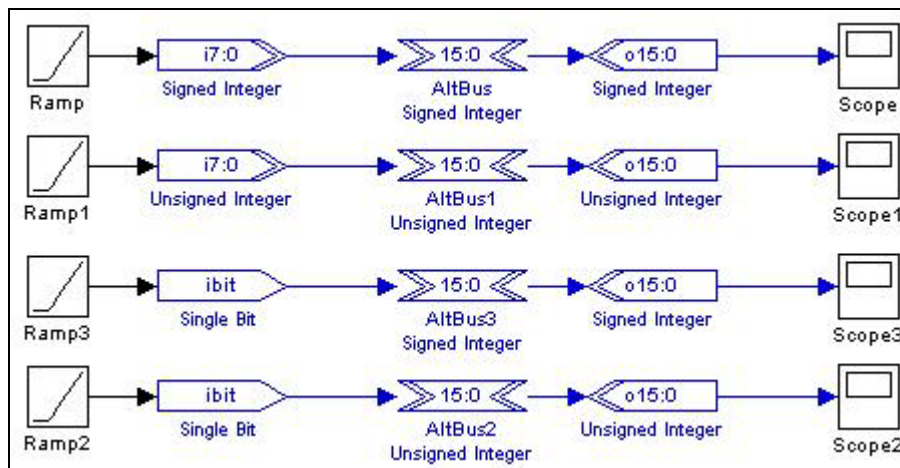 i7:0 15:0 o15:0
Ramp Signed Integer AltBus Signed Integer Scope
Signed Integer
i7:0 15:0 o15:0
Ramp1 Unsigned Integer AltBus1 Unsigned Integer Scope1
Unsigned Integer
ibit 15:0 o15:0
Ramp3 Single Bit AltBus3 Signed Integer Scope3
Signed Integer
ibit 15:0 o15:0
Ramp2 Single Bit AltBus2 Unsigned Integer Scope2
Unsigned Integer